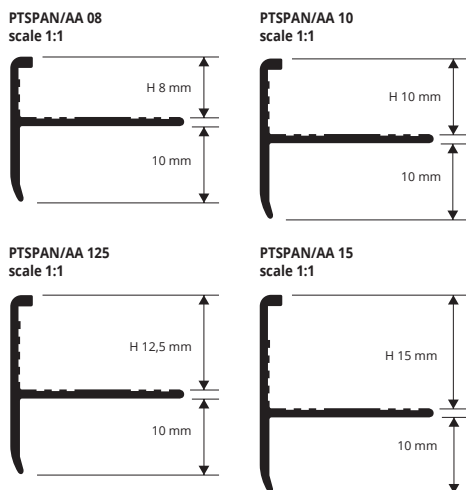 PTSPAN/AA 08
scale 1:1
H 8 mm
10 mm
PTSPAN/AA 10
scale 1:1
H 10 mm
10 mm
PTSPAN/AA 125
scale 1:1
H 12,5 mm
10 mm
PTSPAN/AA 15
scale 1:1
H 15 mm
10 mm